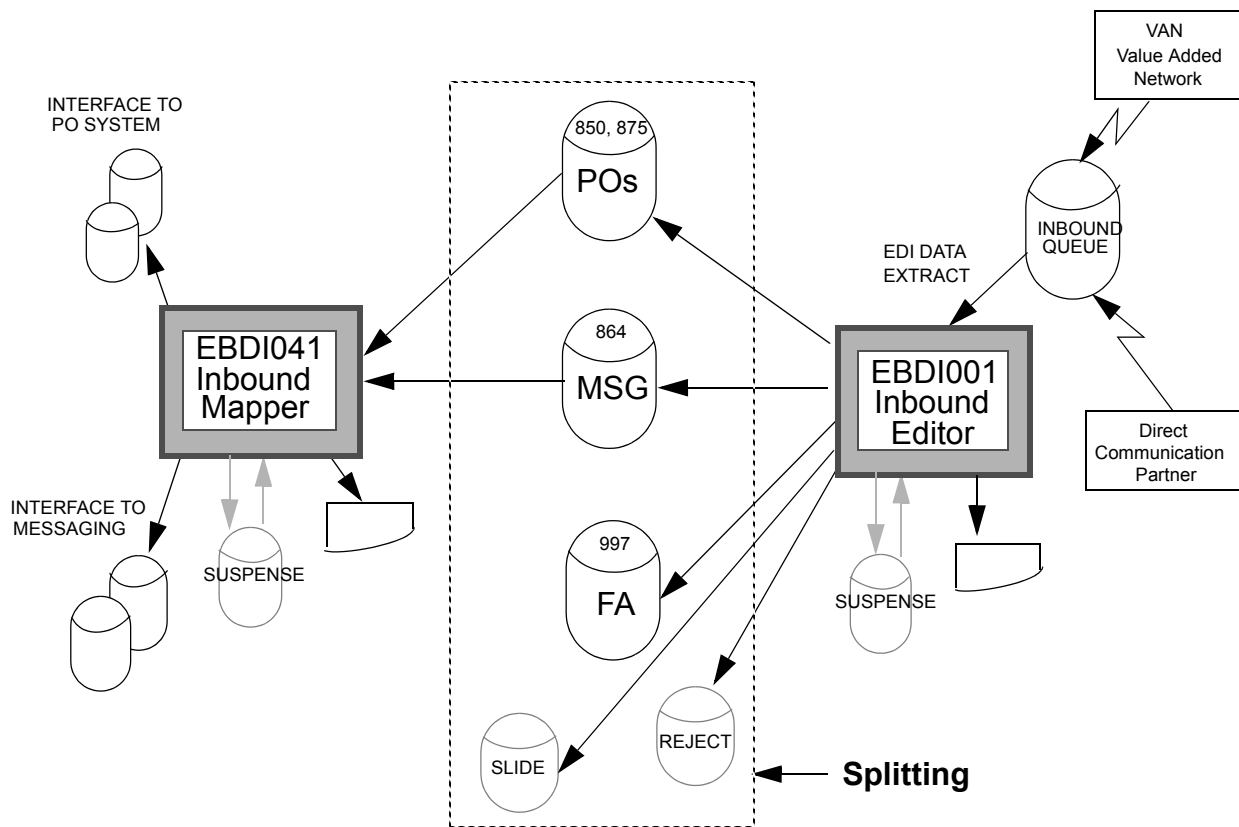 VAN
Value Added
Network
INTERFACE TO
PO SYSTEM
850, 875
POs
INBOUND
QUEUE
EDI DATA
EXTRACT
EBDI041
Inbound
Mapper
864
MSG
EBDI001
Inbound
Editor
Direct
Communication
Partner
INTERFACE TO
MESSAGING
SUSPENSE
997
FA
SUSPENSE
SLIDE
REJECT
Splitting